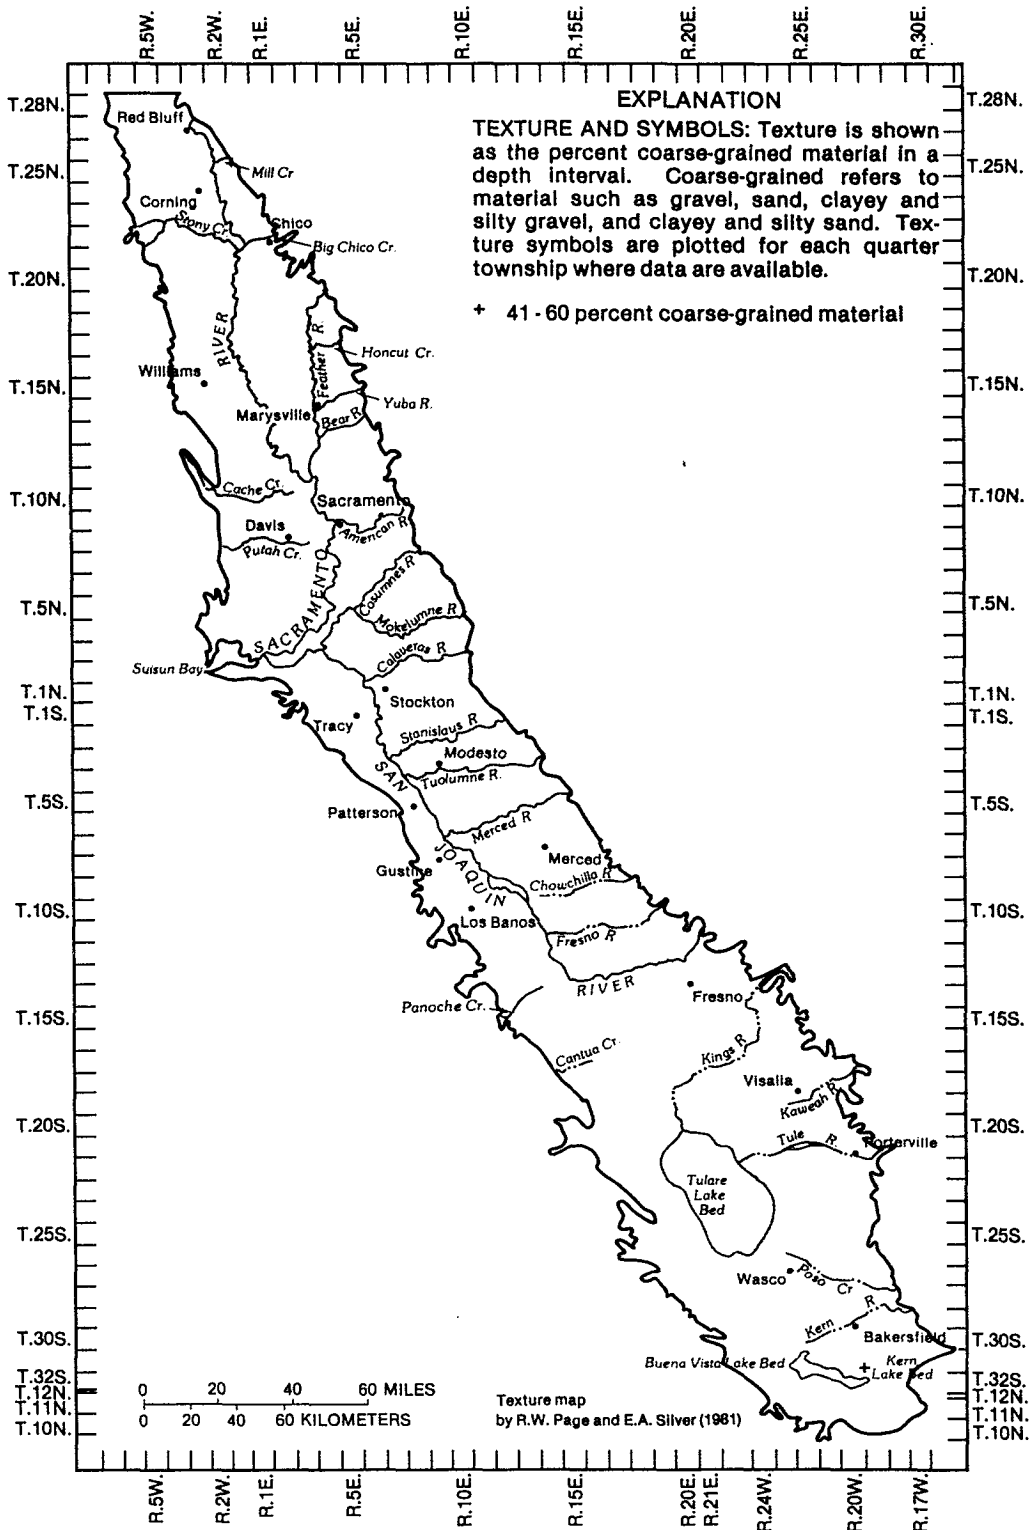 R.5W. R.2W. R.1E. R.5E. R.10E. R.15E. R.20E. R.25E. R.30E.
T.28N. T.28N.
EXPLANATION
TEXTURE AND SYMBOLS: Texture is shown
as the percent coarse-grained material in a
depth interval. Coarse-grained refers to
material such as gravel, sand, clayey and
silty gravel, and clayey and silty sand. Tex-
ture symbols are plotted for each quarter
township where data are available.
+ 41 - 60 percent coarse-grained material
Red Bluff
Mill Cr
T.25N. T.25N.
Corning
Stony Cr.
Chico
Big Chico Cr.
T.20N. T.20N.
RIVER
Feather R.
Honcut Cr.
Williams
T.15N. T.15N.
Marysville
Yuba R.
Bear R
Cache Cr.
T.10N. T.10N.
Sacramento
American R
Davis
Putah Cr.
SACRAMENTO
Cosumnes R
T.5N. T.5N.
Mokelumne R
Calaveras R
Suisun Bay
T.1N. T.1N.
T.1S. T.1S.
Stockton
Tracy
Stanislaus R
Modesto
SAN
Tuolumne R.
T.5S. T.5S.
Patterson
Merced R
JOAQUIN
Merced
Gustine
Chowchilla R
T.10S. T.10S.
Los Banos
Fresno R
RIVER
Fresno
Panoche Cr.
T.15S. T.15S.
Cantua Cr.
Kings R
Visalia
Kaweah R
T.20S. T.20S.
Tule R.
Porterville
Tulare
Lake
Bed
T.25S. T.25S.
Wasco
Poso Cr
Kern R.
Bakersfield
T.30S. T.30S.
Buena Vista Lake Bed
+ Kern
Lake Bed
T.32S. T.32S.
T.12N. T.12N.
T.11N. T.11N.
T.10N. T.10N.
0 20 40 60 MILES
0 20 40 60 KILOMETERS
Texture map
by R.W. Page and E.A. Silver (1981)
R.5W. R.2W. R.1E. R.5E. R.10E. R.15E. R.20E. R.21E. R.24W. R.20W. R.17W.